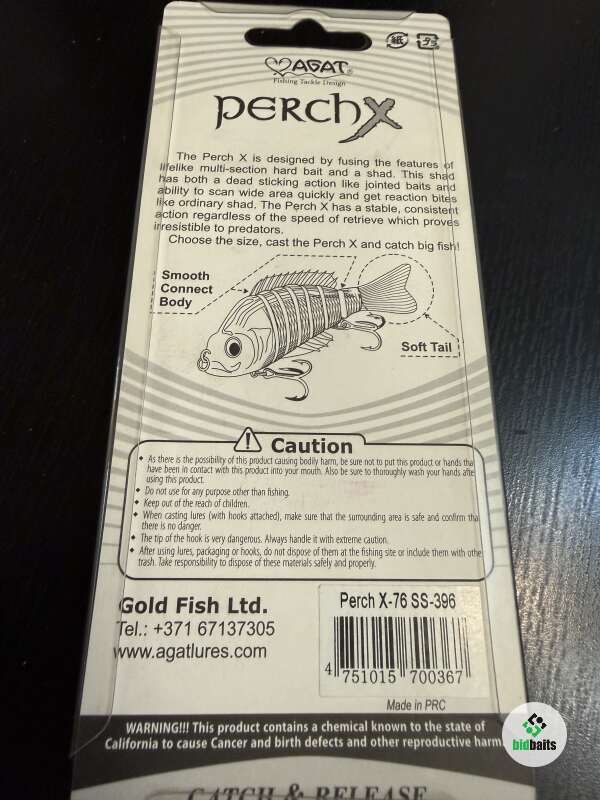 紙
プラ
AGAT®
Fishing Tackle Design
PERCHX
The Perch X is designed by fusing the features of
lifelike multi-section hard bait and a shad. This shad
has both a dead sticking action like jointed baits and
ability to scan wide area quickly and get reaction bites
like ordinary shad. The Perch X has a stable, consistent
action regardless of the speed of retrieve which proves
irresistible to predators.
Choose the size, cast the Perch X and catch big fish!
Smooth
Connect
Body
Soft Tail
Caution
As there is the possibility of this product causing bodily harm, be sure not to put this product or hands tha
have been in contact with this product into your mouth. Also be sure to thoroughly wash your hands afte
using this product.
Do not use for any purpose other than fishing.
Keep out of the reach of children.
When casting lures (with hooks attached), make sure that the surrounding area is safe and confirm tha
there is no danger.
The tip of the hook is very dangerous. Always handle it with extreme caution.
After using lures, packaging or hooks, do not dispose of them at the fishing site or include them with othe
trash. Take responsibility to dispose of these materials safely and properly.
Gold Fish Ltd.
Tel.: +371 67137305
www.agatlures.com
Perch X-76 SS-396
4 751015 700367
Made in PRC
WARNING!!! This product contains a chemical known to the state of
California to cause Cancer and birth defects and other reproductive harm
bidbaits
CATCH & RELEASE